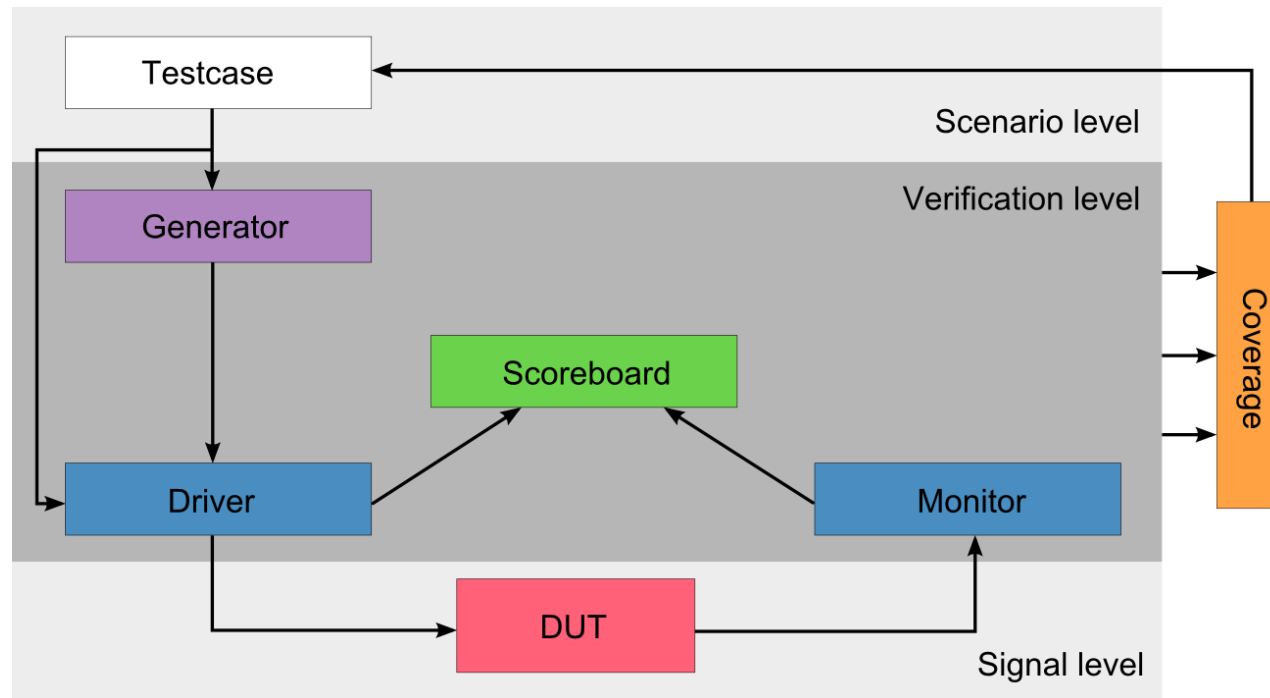 Testcase
Scenario level
Verification level
Generator
Coverage
Scoreboard
Driver
Monitor
DUT
Signal level